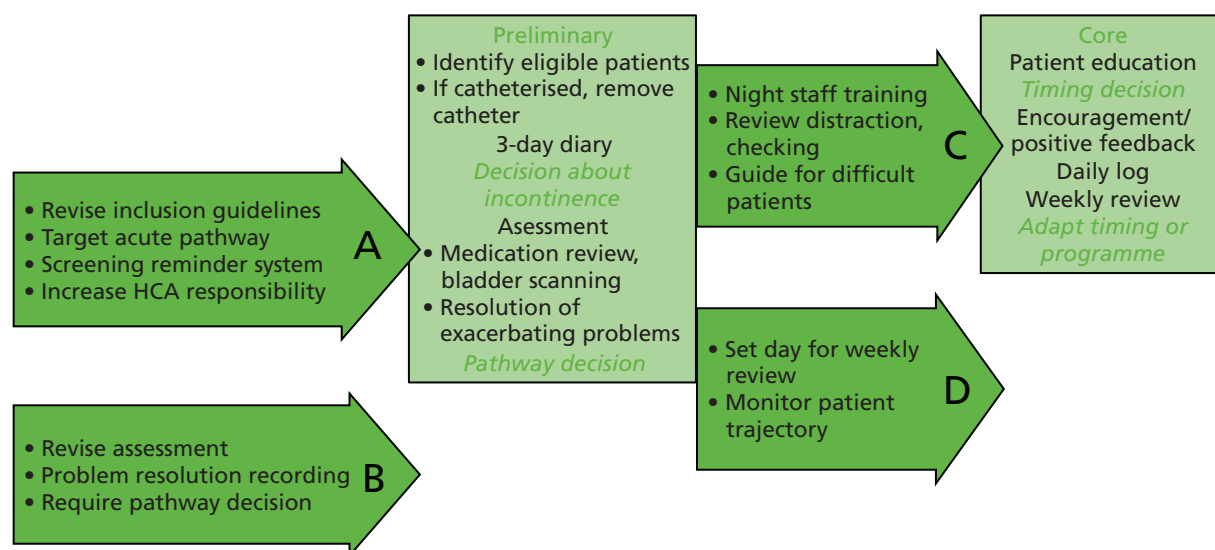 • Revise inclusion guidelines
• Target acute pathway
• Screening reminder system
• Increase HCA responsibility
A
• Revise assessment
• Problem resolution recording
• Require pathway decision
B
Preliminary
• Identify eligible patients
• If catheterised, remove
catheter
3-day diary
Decision about
incontinence
Asessment
• Medication review,
bladder scanning
• Resolution of
exacerbating problems
Pathway decision
• Night staff training
• Review distraction,
checking
• Guide for difficult
patients
C
• Set day for weekly
review
• Monitor patient
trajectory
D
Core
Patient education
Timing decision
Encouragement/
positive feedback
Daily log
Weekly review
Adapt timing or
programme